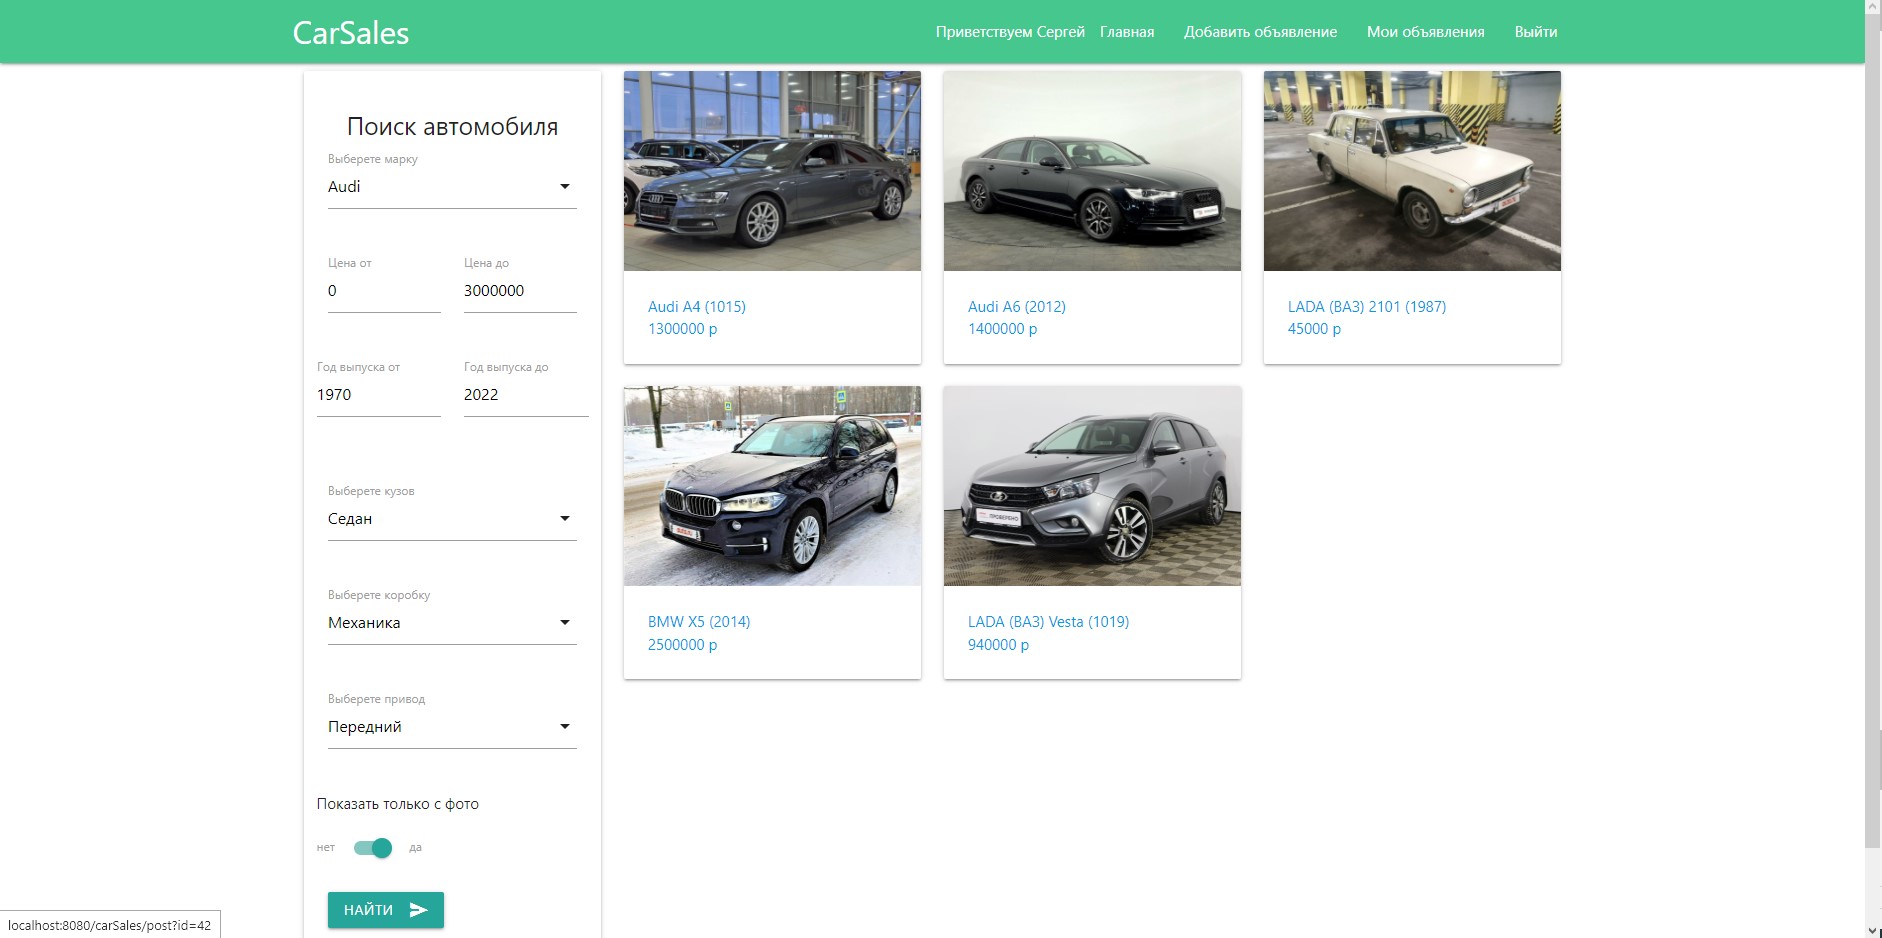 CarSales
Приветствуем Сергей Главная Добавить объявление Мои объявления Выйти
Поиск автомобиля
Выберете марку
Audi
Цена от Цена до
0 3000000
Год выпуска от Год выпуска до
1970 2022
Выберете кузов
Седан
Выберете коробку
Механика
Выберете привод
Передний
Показать только с фото
нет да
НАЙТИ
Audi A4 (1015)
1300000 р
Audi A6 (2012)
1400000 р
LADA (ВАЗ) 2101 (1987)
45000 р
BMW X5 (2014)
2500000 р
ПРОВЕРЕНО
LADA (ВАЗ) Vesta (1019)
940000 р
localhost:8080/carSales/post?id=42